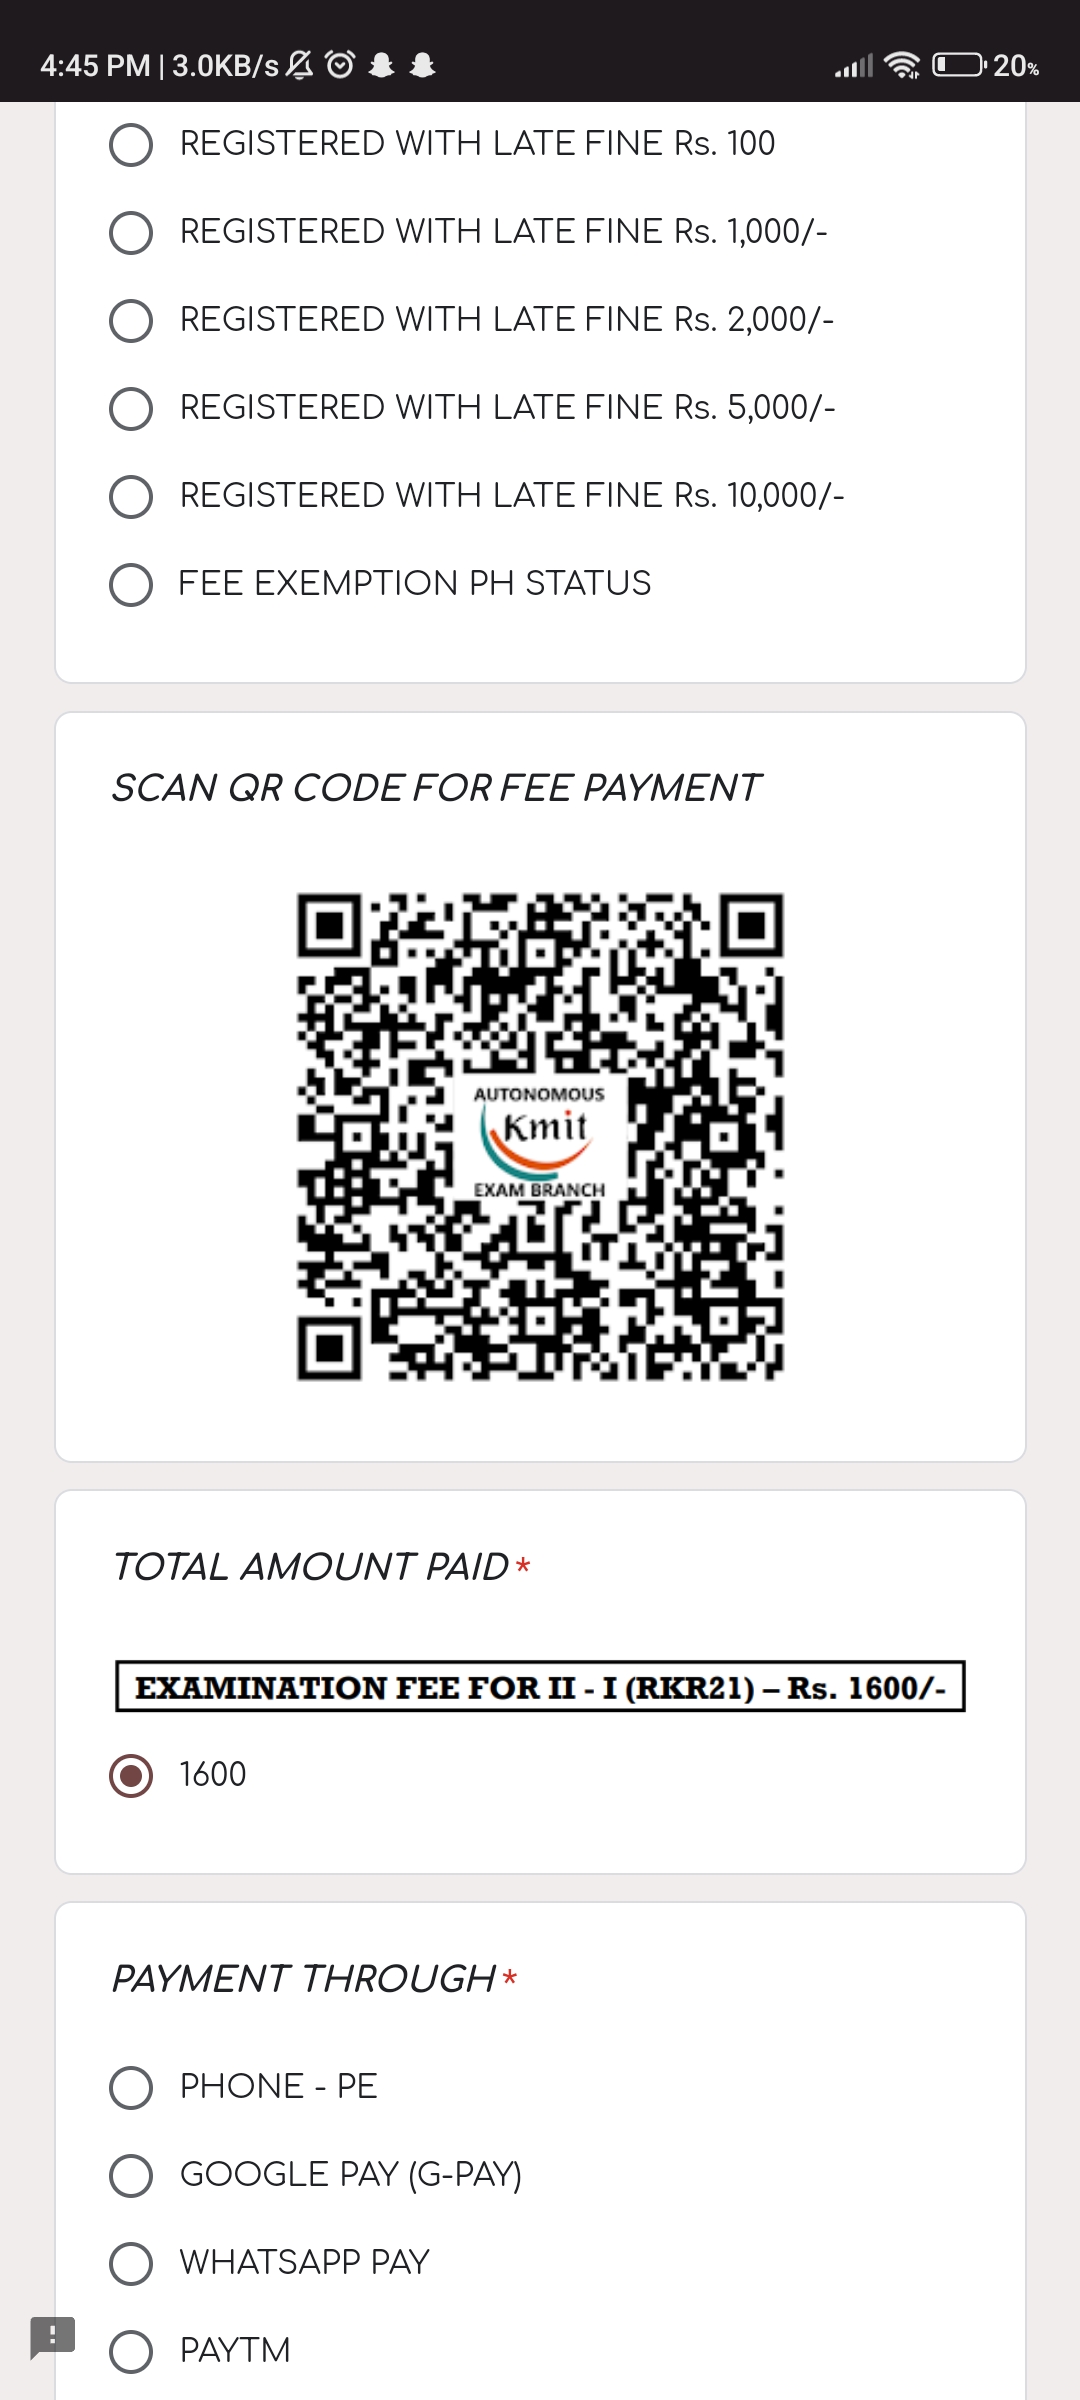 4:45 PM | 3.0KB/s 20%
REGISTERED WITH LATE FINE Rs. 100
REGISTERED WITH LATE FINE Rs. 1,000/-
REGISTERED WITH LATE FINE Rs. 2,000/-
REGISTERED WITH LATE FINE Rs. 5,000/-
REGISTERED WITH LATE FINE Rs. 10,000/-
FEE EXEMPTION PH STATUS
SCAN QR CODE FOR FEE PAYMENT
AUTONOMOUS
Kmit
EXAM BRANCH
TOTAL AMOUNT PAID *
EXAMINATION FEE FOR II - I (RKR21) – Rs. 1600/-
1600
PAYMENT THROUGH *
PHONE - PE
GOOGLE PAY (G-PAY)
WHATSAPP PAY
PAYTM